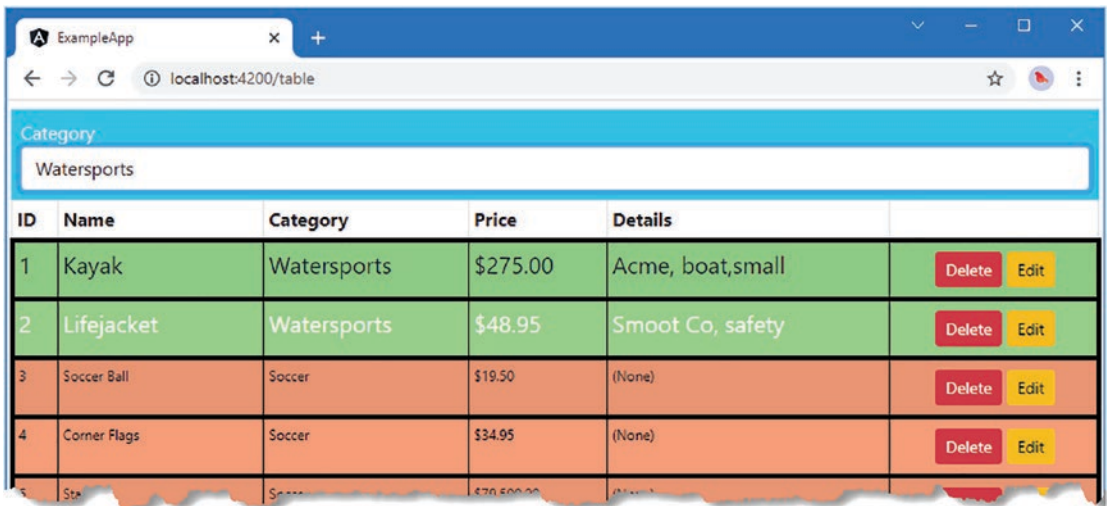 ExampleApp
localhost:4200/table
Category
Watersports
ID Name Category Price Details
1 Kayak Watersports $275.00 Acme, boat,small Delete Edit
2 Lifejacket Watersports $48.95 Smoot Co, safety Delete Edit
3 Soccer Ball Soccer $19.50 (None) Delete Edit
4 Corner Flags Soccer $34.95 (None) Delete Edit